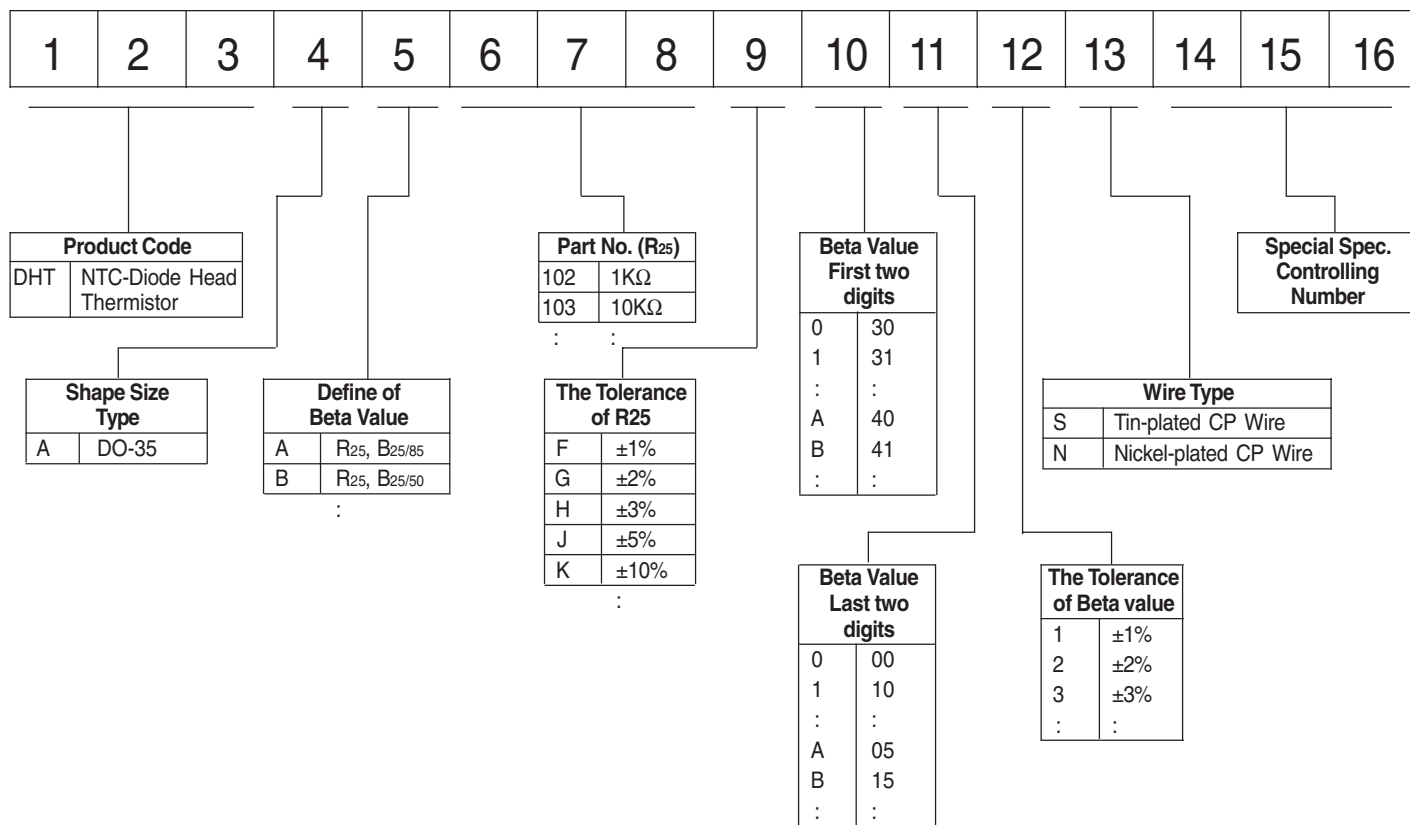 1 2 3 4 5 6 7 8 9 10 11 12 13 14 15 16
Product Code
DHT NTC-Diode Head
Thermistor
Part No. (R25)
102 1KΩ
103 10KΩ
: :
Beta Value
First two
digits
0 30
1 31
: :
A 40
B 41
: :
Special Spec.
Controlling
Number
Shape Size
Type
A DO-35
Define of
Beta Value
A R25, B25/85
B R25, B25/50
:
The Tolerance
of R25
F ±1%
G ±2%
H ±3%
J ±5%
K ±10%
:
Wire Type
S Tin-plated CP Wire
N Nickel-plated CP Wire
Beta Value
Last two
digits
0 00
1 10
: :
A 05
B 15
: :
The Tolerance
of Beta value
1 ±1%
2 ±2%
3 ±3%
: :